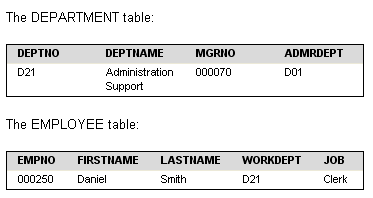 The DEPARTMENT table:
DEPTNO DEPTNAME MGRNO ADMRDEPT
D21 Administration 000070 D01
Support
The EMPLOYEE table:
EMPNO FIRSTNAME LASTNAME WORKDEPT JOB
000250 Daniel Smith D21 Clerk